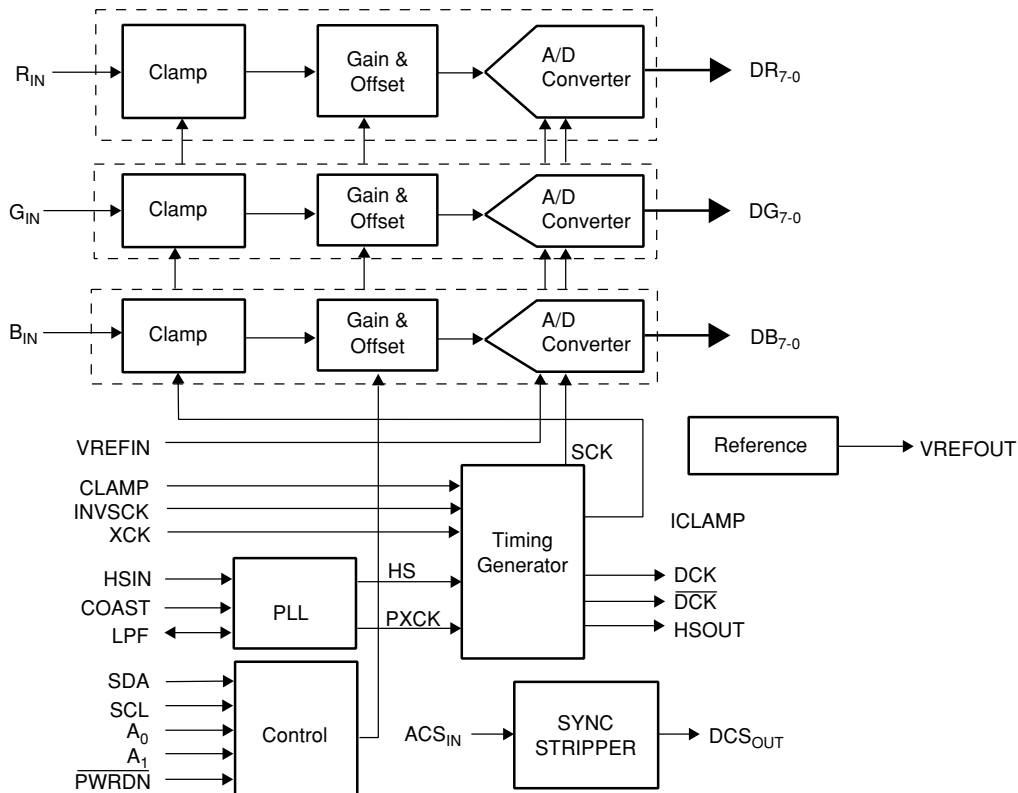 R_IN
Clamp
Gain &
Offset
A/D
Converter
DR_7-0
G_IN
Clamp
Gain &
Offset
A/D
Converter
DG_7-0
B_IN
Clamp
Gain &
Offset
A/D
Converter
DB_7-0
VREFIN
SCK
Reference
VREFOUT
CLAMP
INVSCK
XCK
Timing
Generator
ICLAMP
HSIN
COAST
LPF
PLL
HS
PXCK
DCK
D̅C̅K̅
HSOUT
SDA
SCL
A_0
A_1
P̅W̅R̅D̅N̅
Control
ACS_IN
SYNC
STRIPPER
DCS_OUT